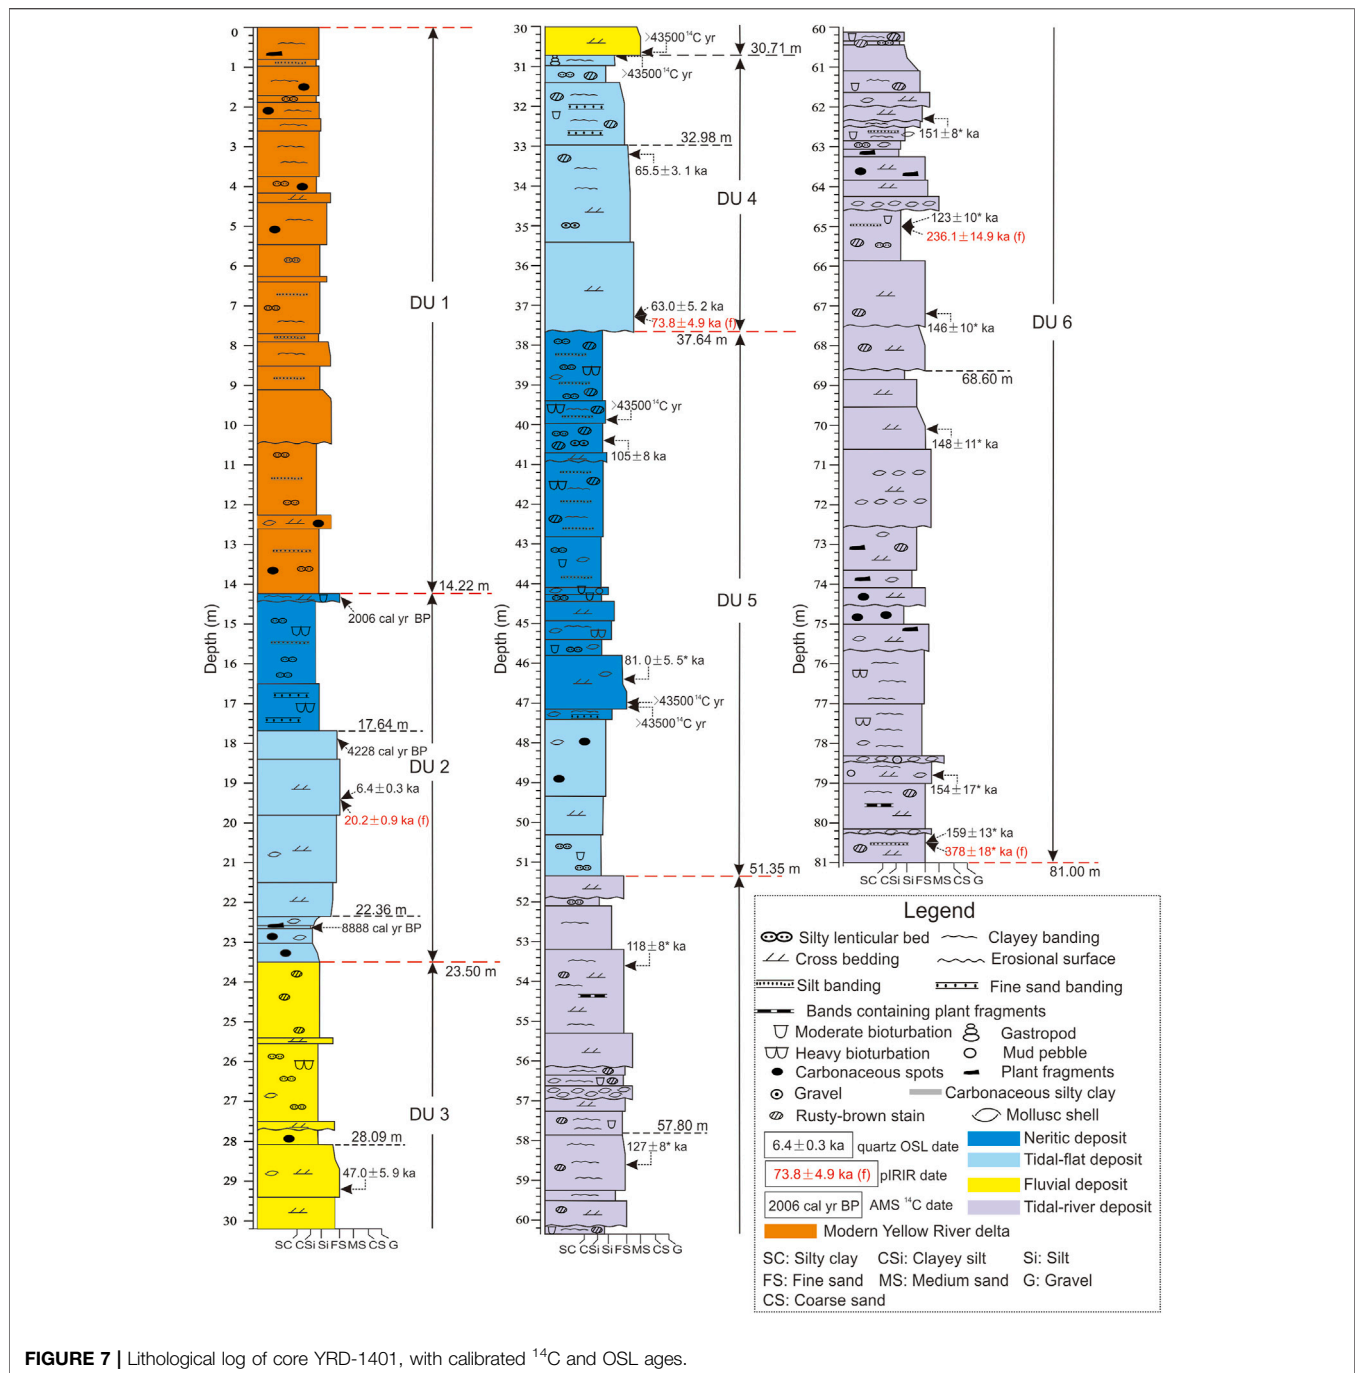 0
1
2
3
4
5
6
7
8
9
10
11
12
13
14
15
16
17
18
19
20
21
22
23
24
25
26
27
28
29
30
Depth (m)
DU 1
14.22 m
2006 cal yr BP
17.64 m
4228 cal yr BP
DU 2
6.4±0.3 ka
20.2±0.9 ka (f)
22.36 m
8888 cal yr BP
23.50 m
DU 3
28.09 m
47.0±5.9 ka
SC CSi Si FS MS CS G
30
31
32
33
34
35
36
37
38
39
40
41
42
43
44
45
46
47
48
49
50
51
52
53
54
55
56
57
58
59
60
Depth (m)
>43500 ¹⁴C yr
30.71 m
>43500 ¹⁴C yr
32.98 m
65.5±3.1 ka
DU 4
63.0±5.2 ka
73.8±4.9 ka (f)
37.64 m
>43500 ¹⁴C yr
105±8 ka
DU 5
81.0±5.5* ka
>43500 ¹⁴C yr
>43500 ¹⁴C yr
51.35 m
118±8* ka
57.80 m
127±8* ka
SC CSi Si FS MS CS G
60
61
62
63
64
65
66
67
68
69
70
71
72
73
74
75
76
77
78
79
80
81
Depth (m)
151±8* ka
123±10* ka
236.1±14.9 ka (f)
146±10* ka
DU 6
68.60 m
148±11* ka
154±17* ka
159±13* ka
378±18* ka (f)
81.00 m
SC CSi Si FS MS CS G
Legend
Silty lenticular bed Clayey banding
Cross bedding Erosional surface
Silt banding Fine sand banding
Bands containing plant fragments
Moderate bioturbation Gastropod
Heavy bioturbation Mud pebble
Carbonaceous spots Plant fragments
Gravel Carbonaceous silty clay
Rusty-brown stain Mollusc shell
6.4±0.3 ka quartz OSL date Neritic deposit
Tidal-flat deposit
73.8±4.9 ka (f) pIRIR date Fluvial deposit
2006 cal yr BP AMS ¹⁴C date Tidal-river deposit
Modern Yellow River delta
SC: Silty clay CSi: Clayey silt Si: Silt
FS: Fine sand MS: Medium sand G: Gravel
CS: Coarse sand
FIGURE 7 | Lithological log of core YRD-1401, with calibrated ¹⁴C and OSL ages.